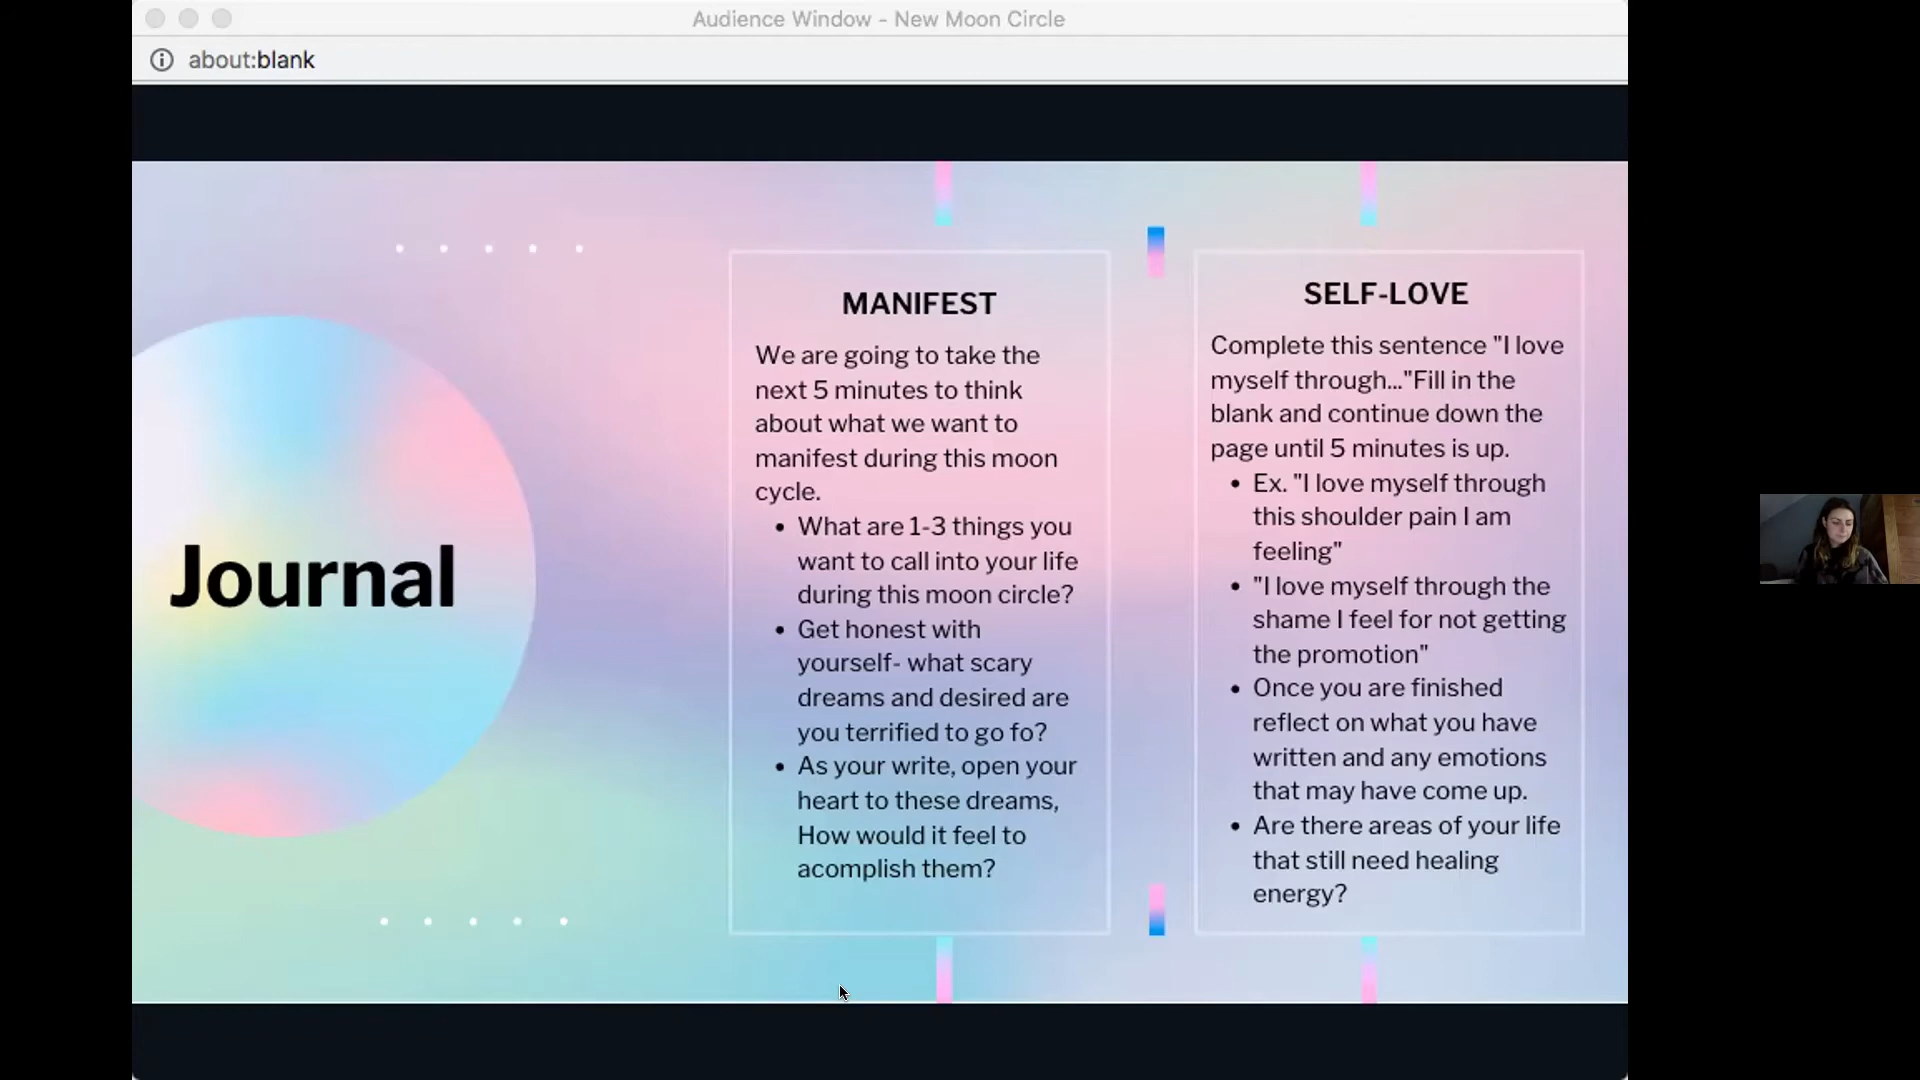 Audience Window - New Moon Circle
about:blank
Journal
MANIFEST
We are going to take the
next 5 minutes to think
about what we want to
manifest during this moon
cycle.
• What are 1-3 things you
want to call into your life
during this moon circle?
• Get honest with
yourself- what scary
dreams and desired are
you terrified to go fo?
• As your write, open your
heart to these dreams,
How would it feel to
acomplish them?
SELF-LOVE
Complete this sentence "I love
myself through..."Fill in the
blank and continue down the
page until 5 minutes is up.
• Ex. "I love myself through
this shoulder pain I am
feeling"
• "I love myself through the
shame I feel for not getting
the promotion"
• Once you are finished
reflect on what you have
written and any emotions
that may have come up.
• Are there areas of your life
that still need healing
energy?